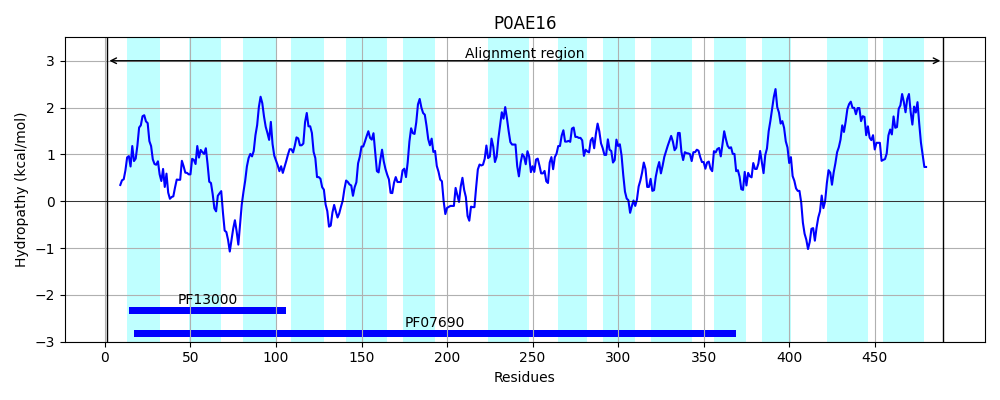 P0AE16
Alignment region
Hydropathy (kcal/mol)
3
2
1
0
−1
−2
−3
PF13000
PF07690
0 50 100 150 200 250 300 350 400 450
Residues